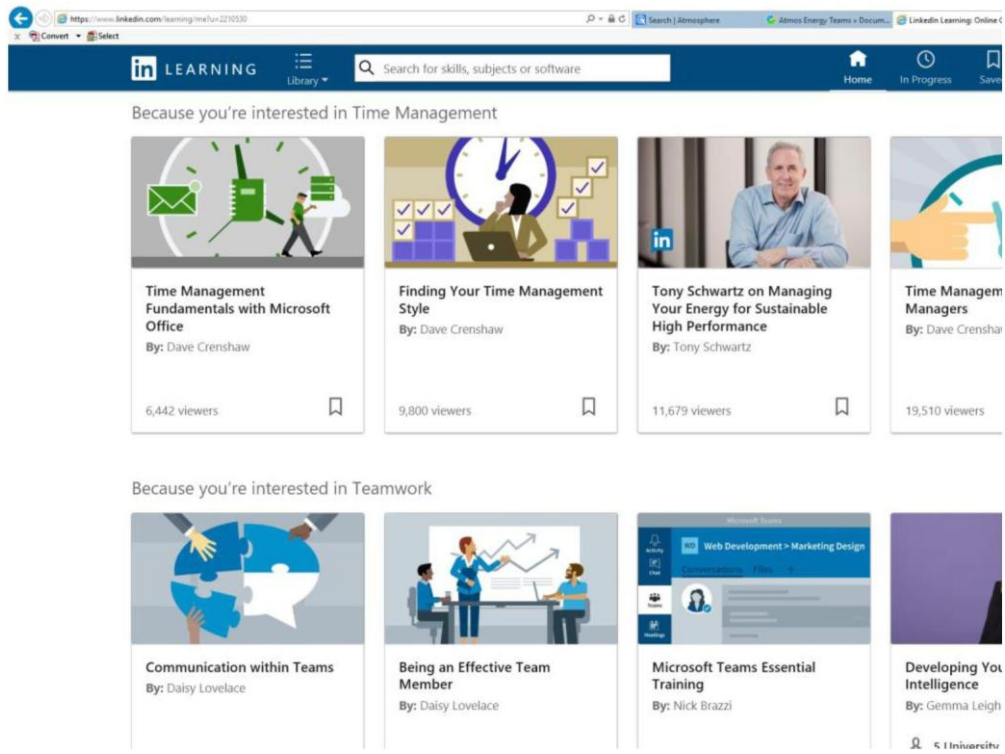 https://www.linkedin.com/learning/me?u=2210530
Search | Atmosphere
Atmos Energy Teams » Docum...
LinkedIn Learning: Online
x Convert Select
in LEARNING
Library
Search for skills, subjects or software
Home
In Progress
Save
Because you're interested in Time Management
in
Time Management
Fundamentals with Microsoft
Office
By: Dave Crenshaw
6,442 viewers
Finding Your Time Management
Style
By: Dave Crenshaw
9,800 viewers
Tony Schwartz on Managing
Your Energy for Sustainable
High Performance
By: Tony Schwartz
11,679 viewers
Time Managem
Managers
By: Dave Crensha
19,510 viewers
Because you're interested in Teamwork
Microsoft Teams
Activity
Chat
Teams
Meetings
WD Web Development > Marketing Design
Conversations Files +
Communication within Teams
By: Daisy Lovelace
Being an Effective Team
Member
By: Daisy Lovelace
Microsoft Teams Essential
Training
By: Nick Brazzi
Developing You
Intelligence
By: Gemma Leigh
5 University